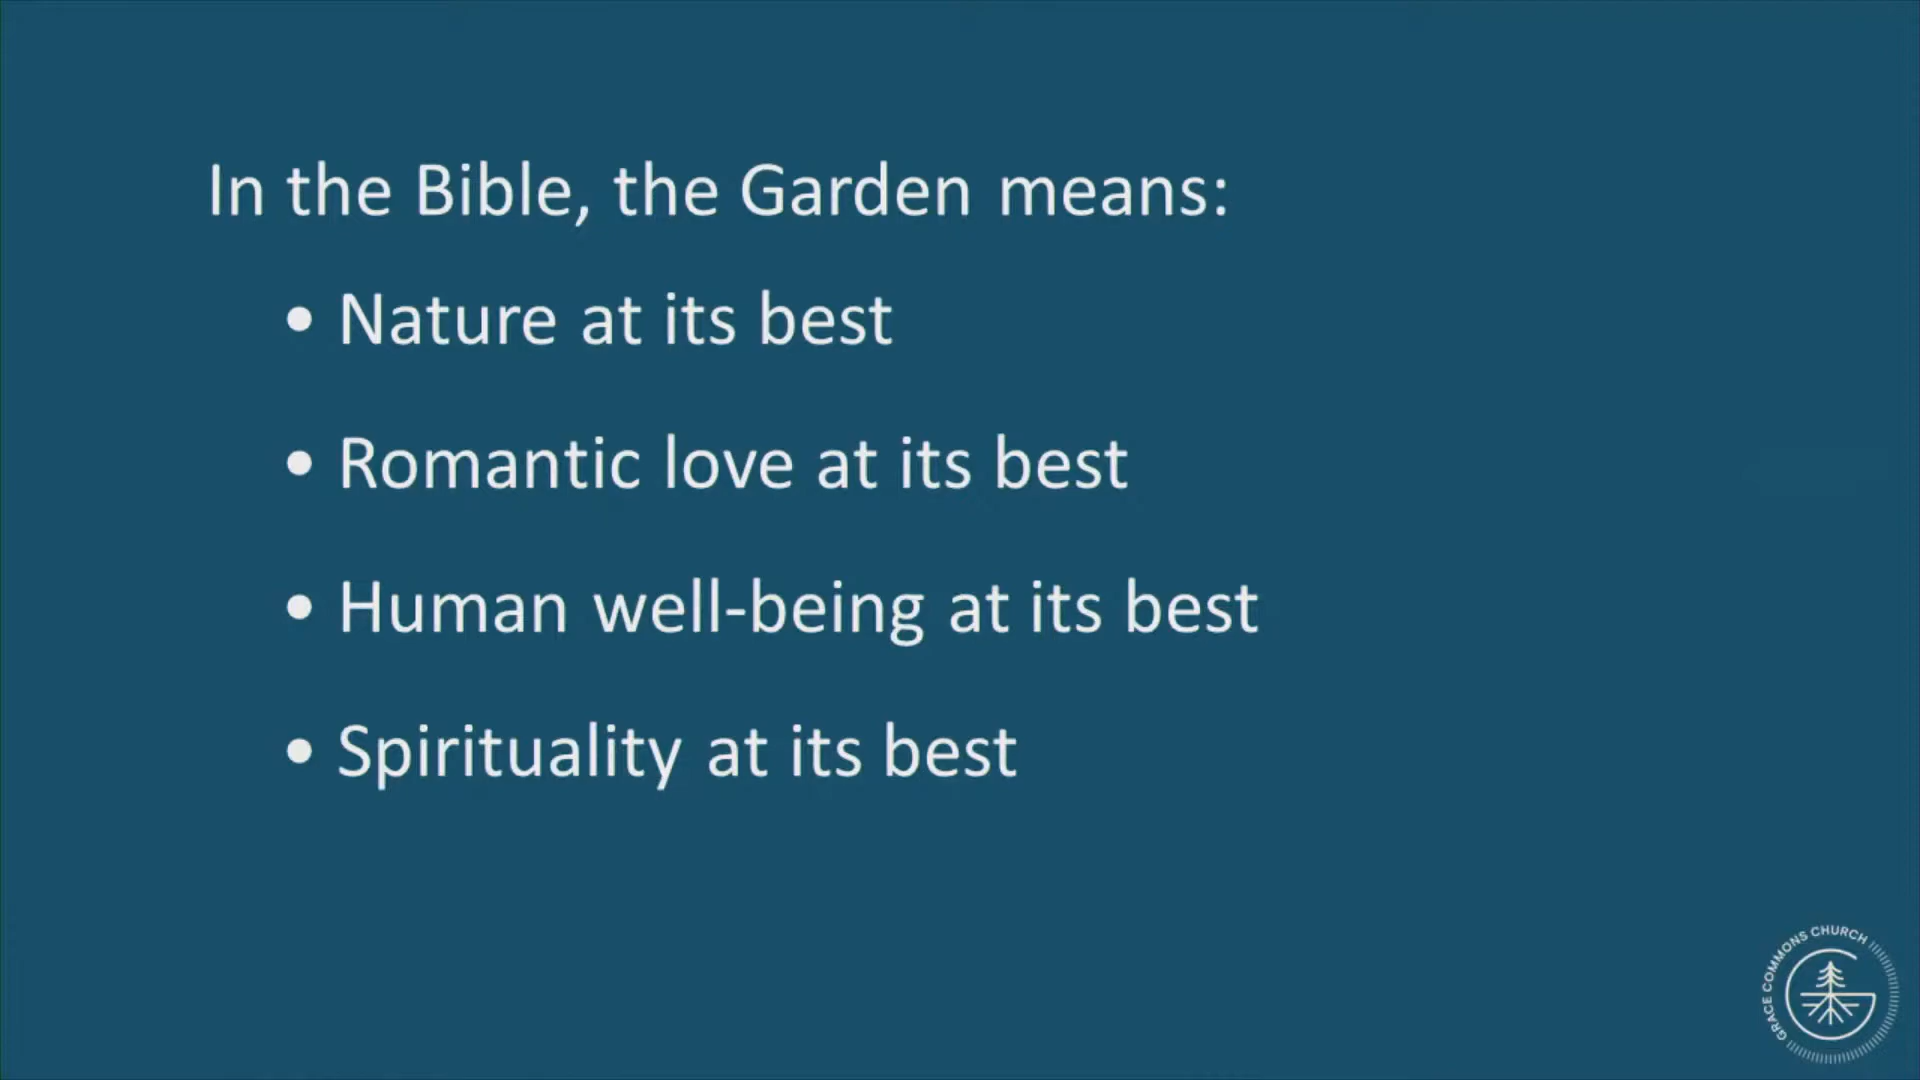 In the Bible, the Garden means:
• Nature at its best
• Romantic love at its best
• Human well-being at its best
• Spirituality at its best
GRACE COMMONS CHURCH